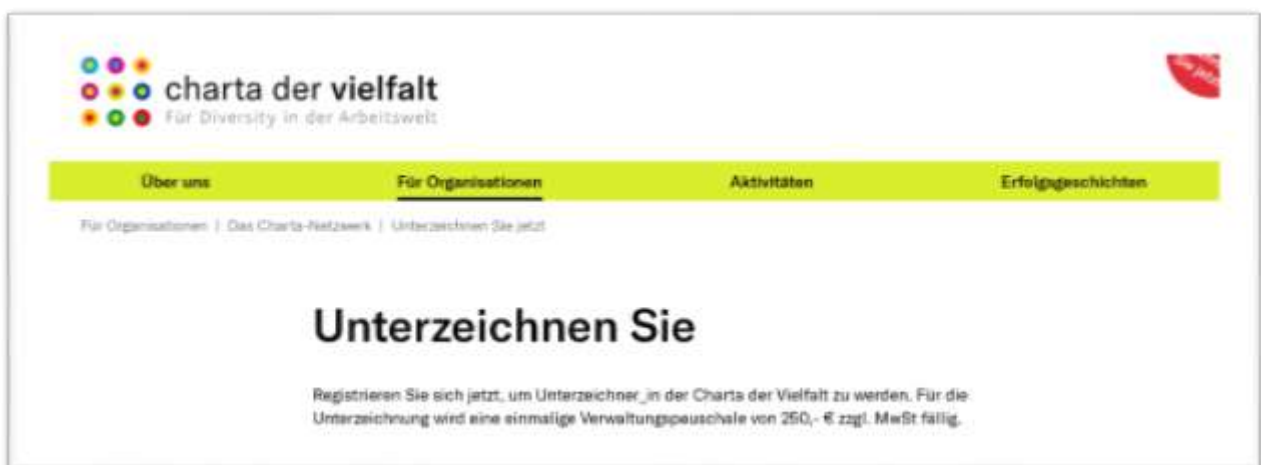 charta der vielfalt
Für Diversity in der Arbeitswelt
Sie jetzt
Über uns Für Organisationen Aktivitäten Erfolgsgeschichten
Für Organisationen | Das Charta-Netzwerk | Unterzeichnen Sie jetzt
Unterzeichnen Sie
Registrieren Sie sich jetzt, um Unterzeichner_in der Charta der Vielfalt zu werden. Für die
Unterzeichnung wird eine einmalige Verwaltungspauschale von 250,- € zzgl. MwSt fällig.